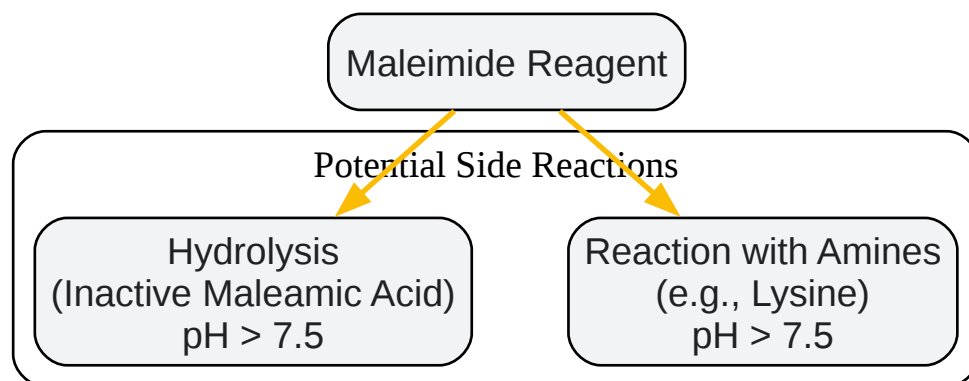 Maleimide Reagent
Potential Side Reactions
Hydrolysis
(Inactive Maleamic Acid)
pH > 7.5
Reaction with Amines
(e.g., Lysine)
pH > 7.5